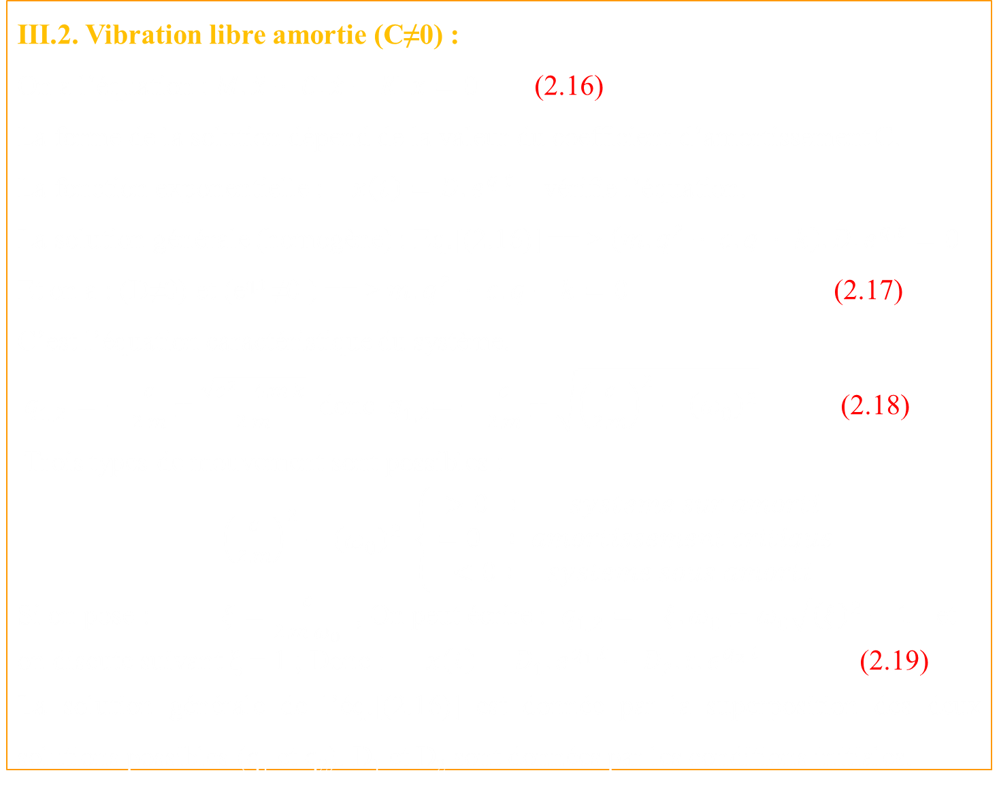 III.2. Vibration libre amortie (C≠0) :
(2.16)
(2.17)
(2.18)
(2.19)